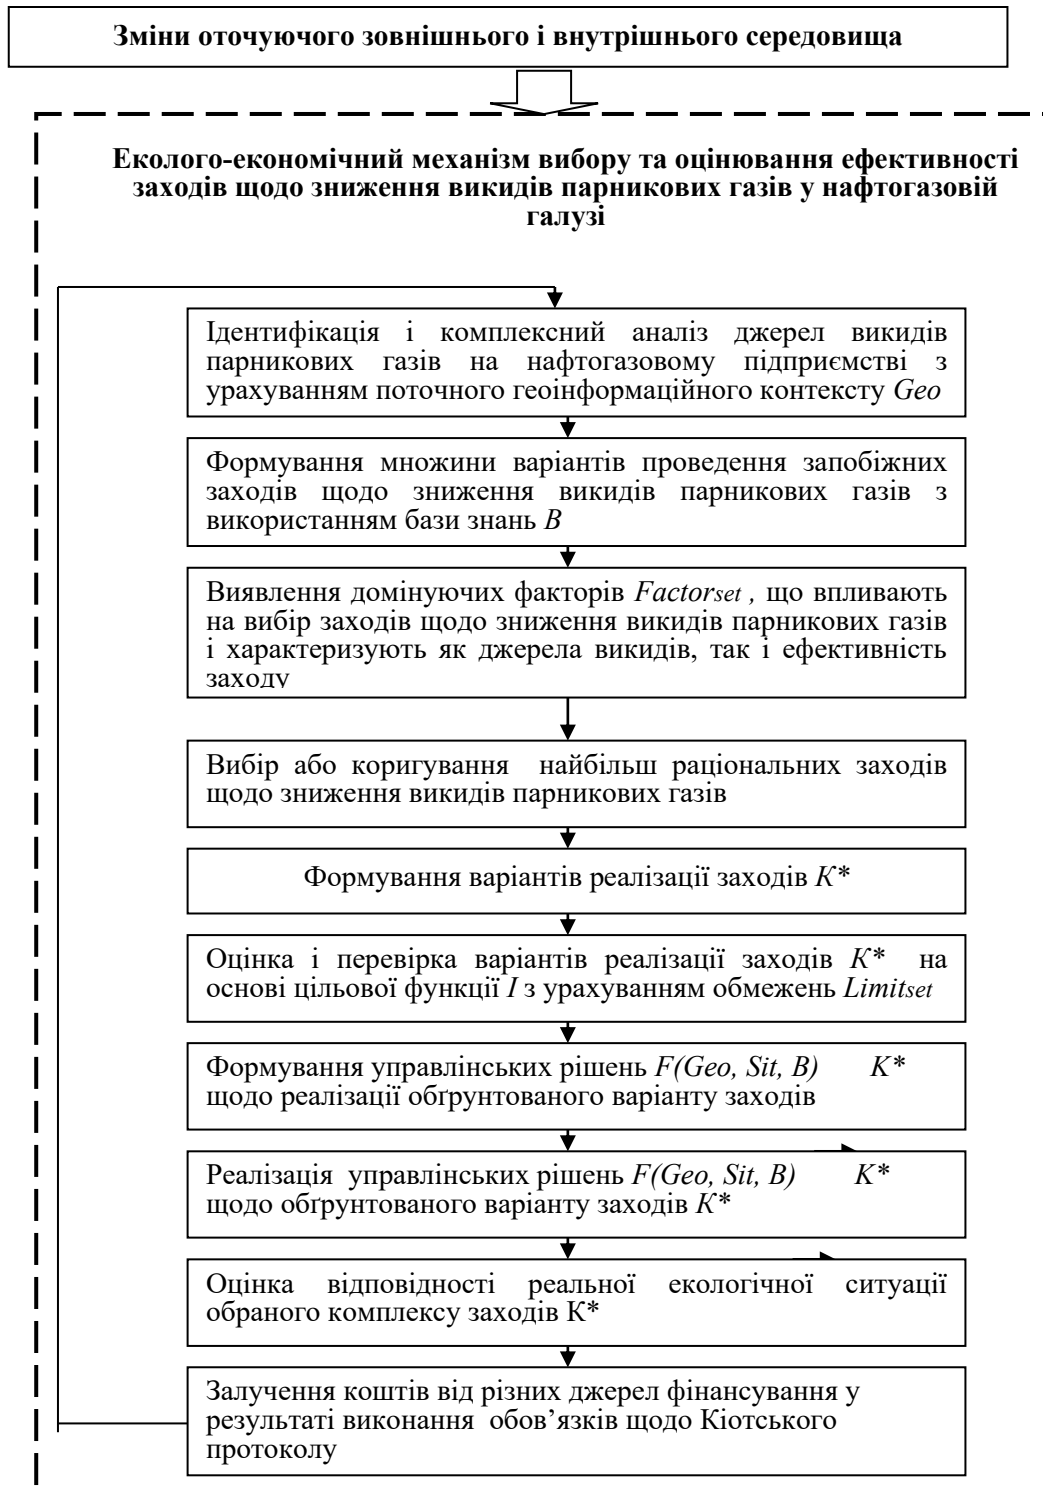 Зміни оточуючого зовнішнього і внутрішнього середовища
Еколого-економічний механізм вибору та оцінювання ефективності
заходів щодо зниження викидів парникових газів у нафтогазовій
галузі
Ідентифікація і комплексний аналіз джерел викидів
парникових газів на нафтогазовому підприємстві з
урахуванням поточного геоінформаційного контексту Geo
Формування множини варіантів проведення запобіжних
заходів щодо зниження викидів парникових газів з
використанням бази знань B
Виявлення домінуючих факторів Factorset , що впливають
на вибір заходів щодо зниження викидів парникових газів
і характеризують як джерела викидів, так і ефективність
заходу
Вибір або коригування найбільш раціональних заходів
щодо зниження викидів парникових газів
Формування варіантів реалізації заходів К*
Оцінка і перевірка варіантів реалізації заходів К* на
основі цільової функції I з урахуванням обмежень Limitset
Формування управлінських рішень F(Geo, Sit, B) K*
щодо реалізації обґрунтованого варіанту заходів
Реалізація управлінських рішень F(Geo, Sit, B) K*
щодо обґрунтованого варіанту заходів К*
Оцінка відповідності реальної екологічної ситуації
обраного комплексу заходів К*
Залучення коштів від різних джерел фінансування у
результаті виконання обов’язків щодо Кіотського
протоколу